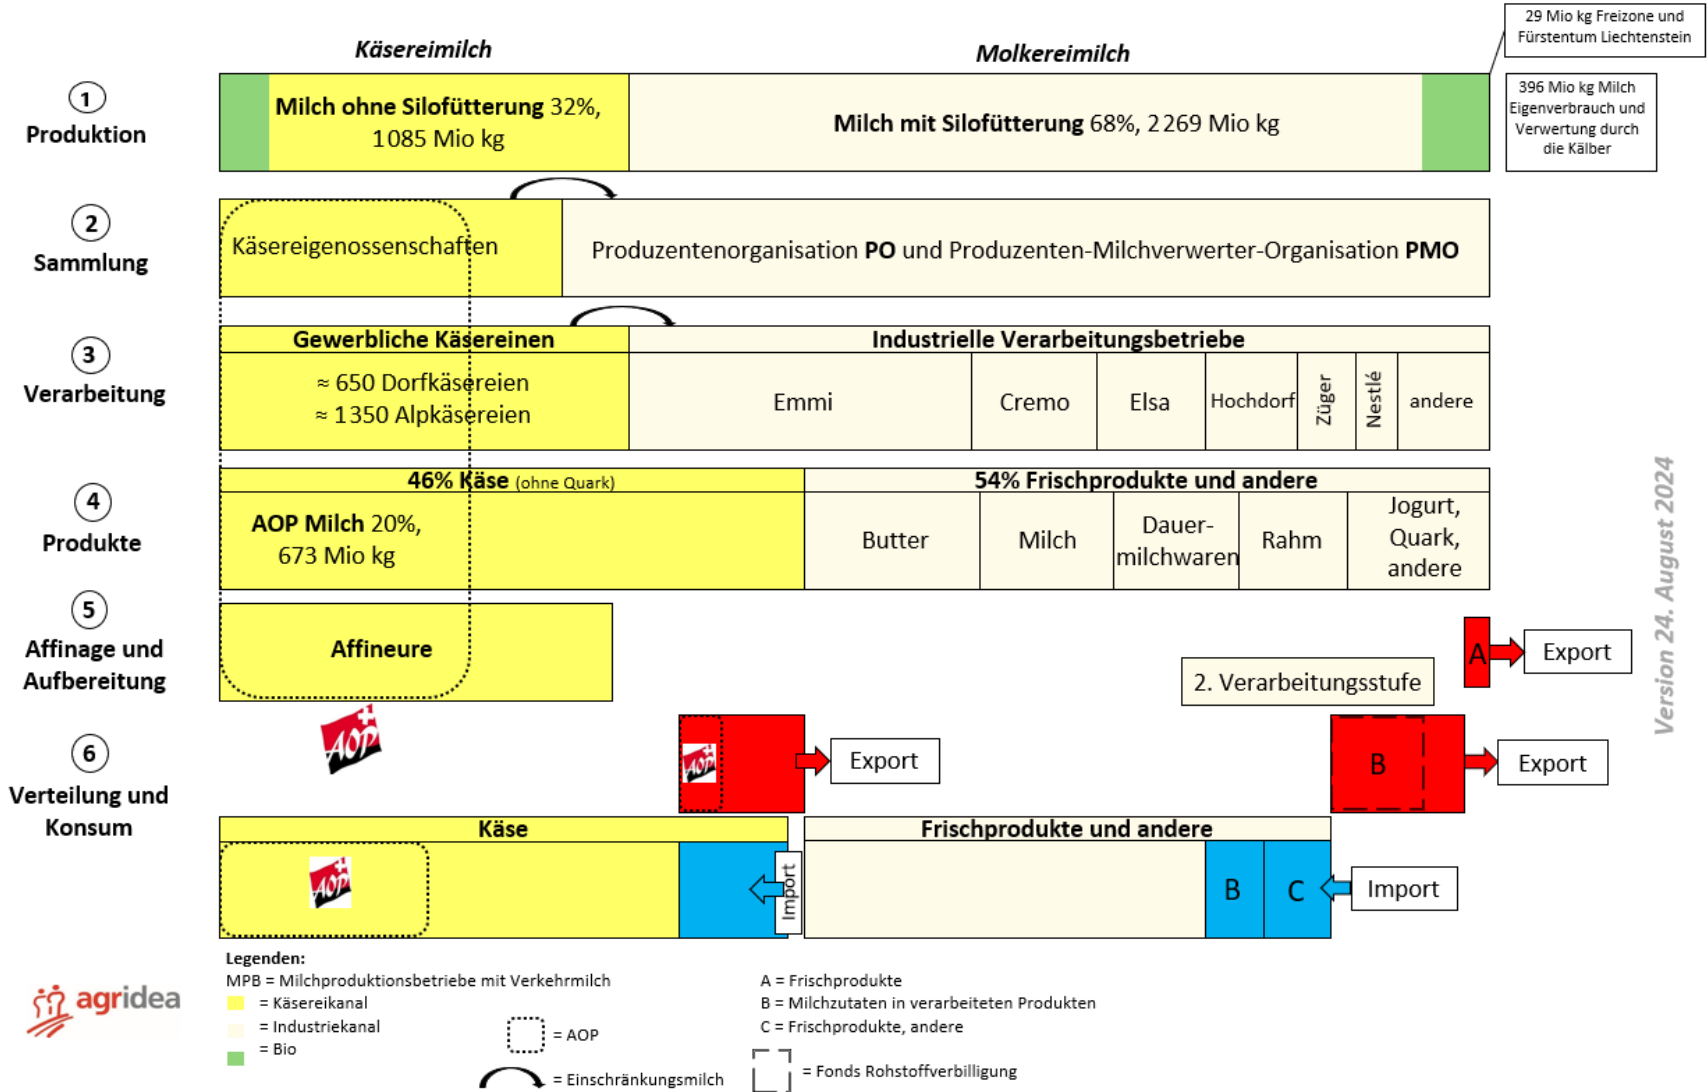 29 Mio kg Freizone und
Fürstentum Liechtenstein
Käsereimilch
Molkereimilch
1
Produktion
Milch ohne Silofütterung 32%,
1085 Mio kg
Milch mit Silofütterung 68%, 2269 Mio kg
396 Mio kg Milch
Eigenverbrauch und
Verwertung durch
die Kälber
2
Sammlung
Käsereigenossenschaften
Produzentenorganisation PO und Produzenten-Milchverwerter-Organisation PMO
3
Verarbeitung
Gewerbliche Käsereinen
≈ 650 Dorfkäsereien
≈ 1350 Alpkäsereien
Industrielle Verarbeitungsbetriebe
Emmi
Cremo
Elsa
Hochdorf
Züger
Nestlé
andere
4
Produkte
46% Käse (ohne Quark)
AOP Milch 20%,
673 Mio kg
54% Frischprodukte und andere
Butter
Milch
Dauer-
milchwaren
Rahm
Jogurt,
Quark,
andere
5
Affinage und
Aufbereitung
Affineure
2. Verarbeitungsstufe
A
Export
6
Verteilung und
Konsum
AOP
AOP
Export
B
Export
Käse
AOP
Import
Frischprodukte und andere
B
C
Import
Version 24. August 2024
agridea
Legenden:
MPB = Milchproduktionsbetriebe mit Verkehrmilch
= Käsereikanal
= Industriekanal
= Bio
= AOP
= Einschränkungsmilch
A = Frischprodukte
B = Milchzutaten in verarbeiteten Produkten
C = Frischprodukte, andere
= Fonds Rohstoffverbilligung